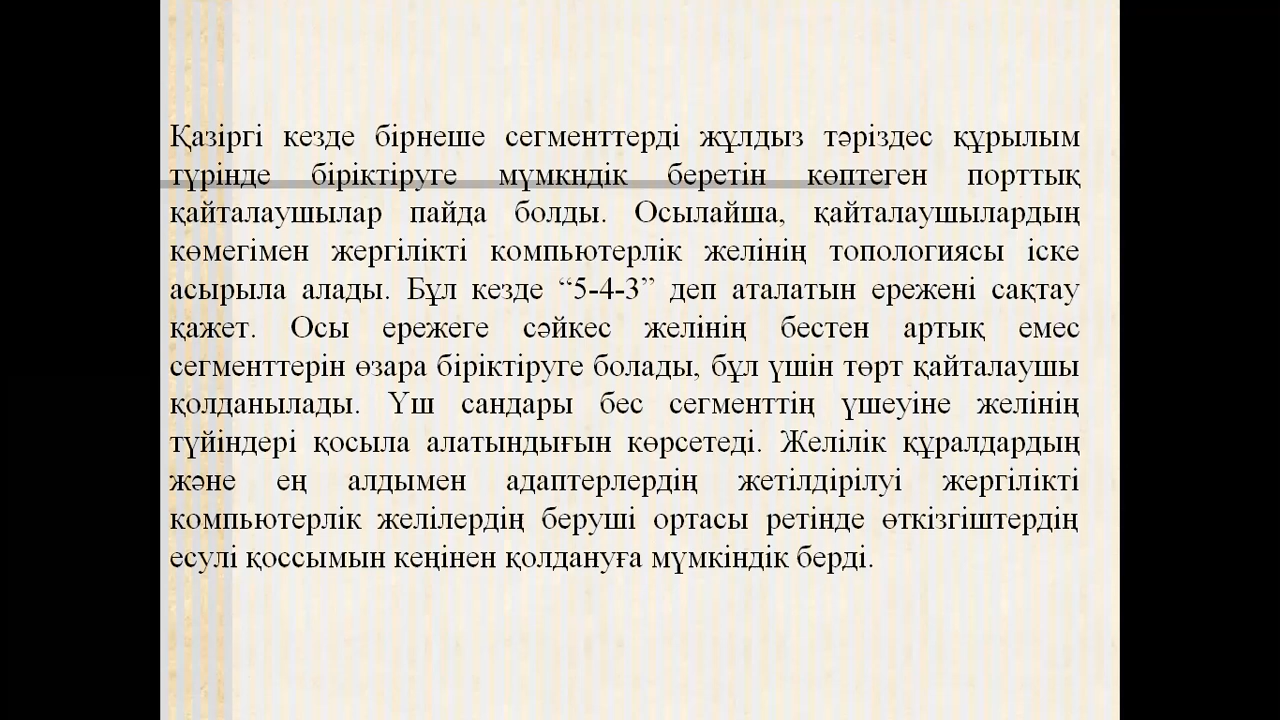 Қазіргі кезде бірнеше сегменттерді жұлдыз тәріздес құрылым
түрінде біріктіруге мүмкндік беретін көптеген порттық
қайталаушылар пайда болды. Осылайша, қайталаушылардың
көмегімен жергілікті компьютерлік желінің топологиясы іске
асырыла алады. Бұл кезде “5-4-3” деп аталатын ережені сақтау
қажет. Осы ережеге сәйкес желінің бестен артық емес
сегменттерін өзара біріктіруге болады, бұл үшін төрт қайталаушы
қолданылады. Үш сандары бес сегменттің үшеуіне желінің
түйіндері қосыла алатындығын көрсетеді. Желілік құралдардың
және ең алдымен адаптерлердің жетілдірілуі жергілікті
компьютерлік желілердің беруші ортасы ретінде өткізгіштердің
есулі қоссымын кеңінен қолдануға мүмкіндік берді.